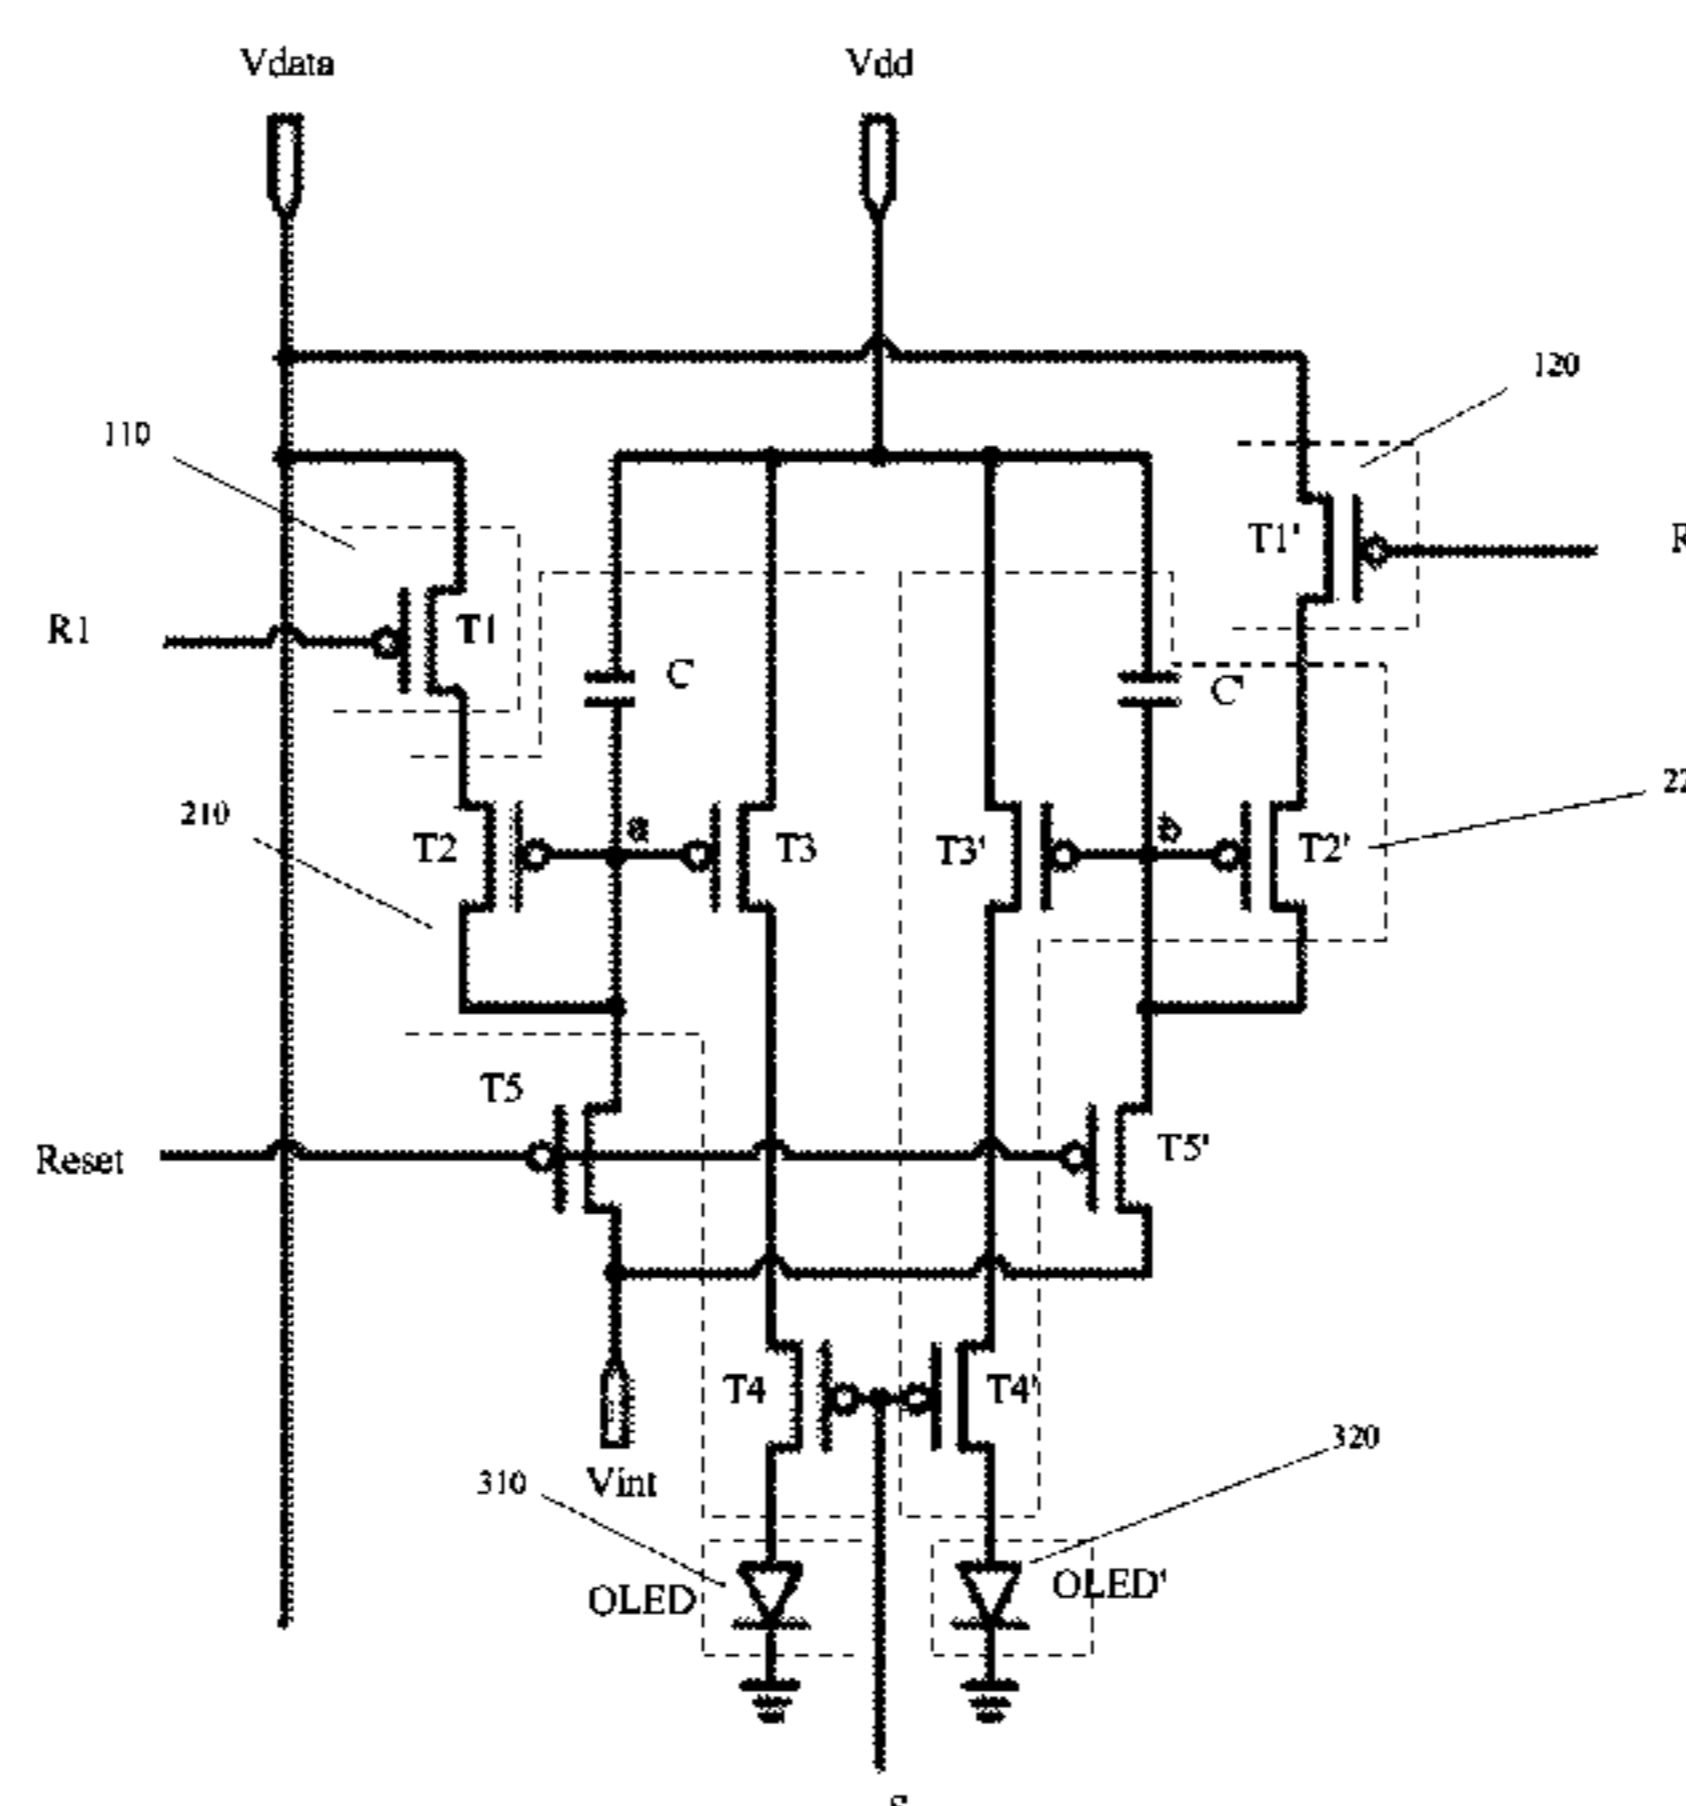 Vdata
Vdd
120
110
T1'
R
R1
T1
C
C'
210
T2
a
T3
T3'
b
T2'
22
T5
Reset
T5'
T4
T4'
320
310
Vint
OLED
OLED'